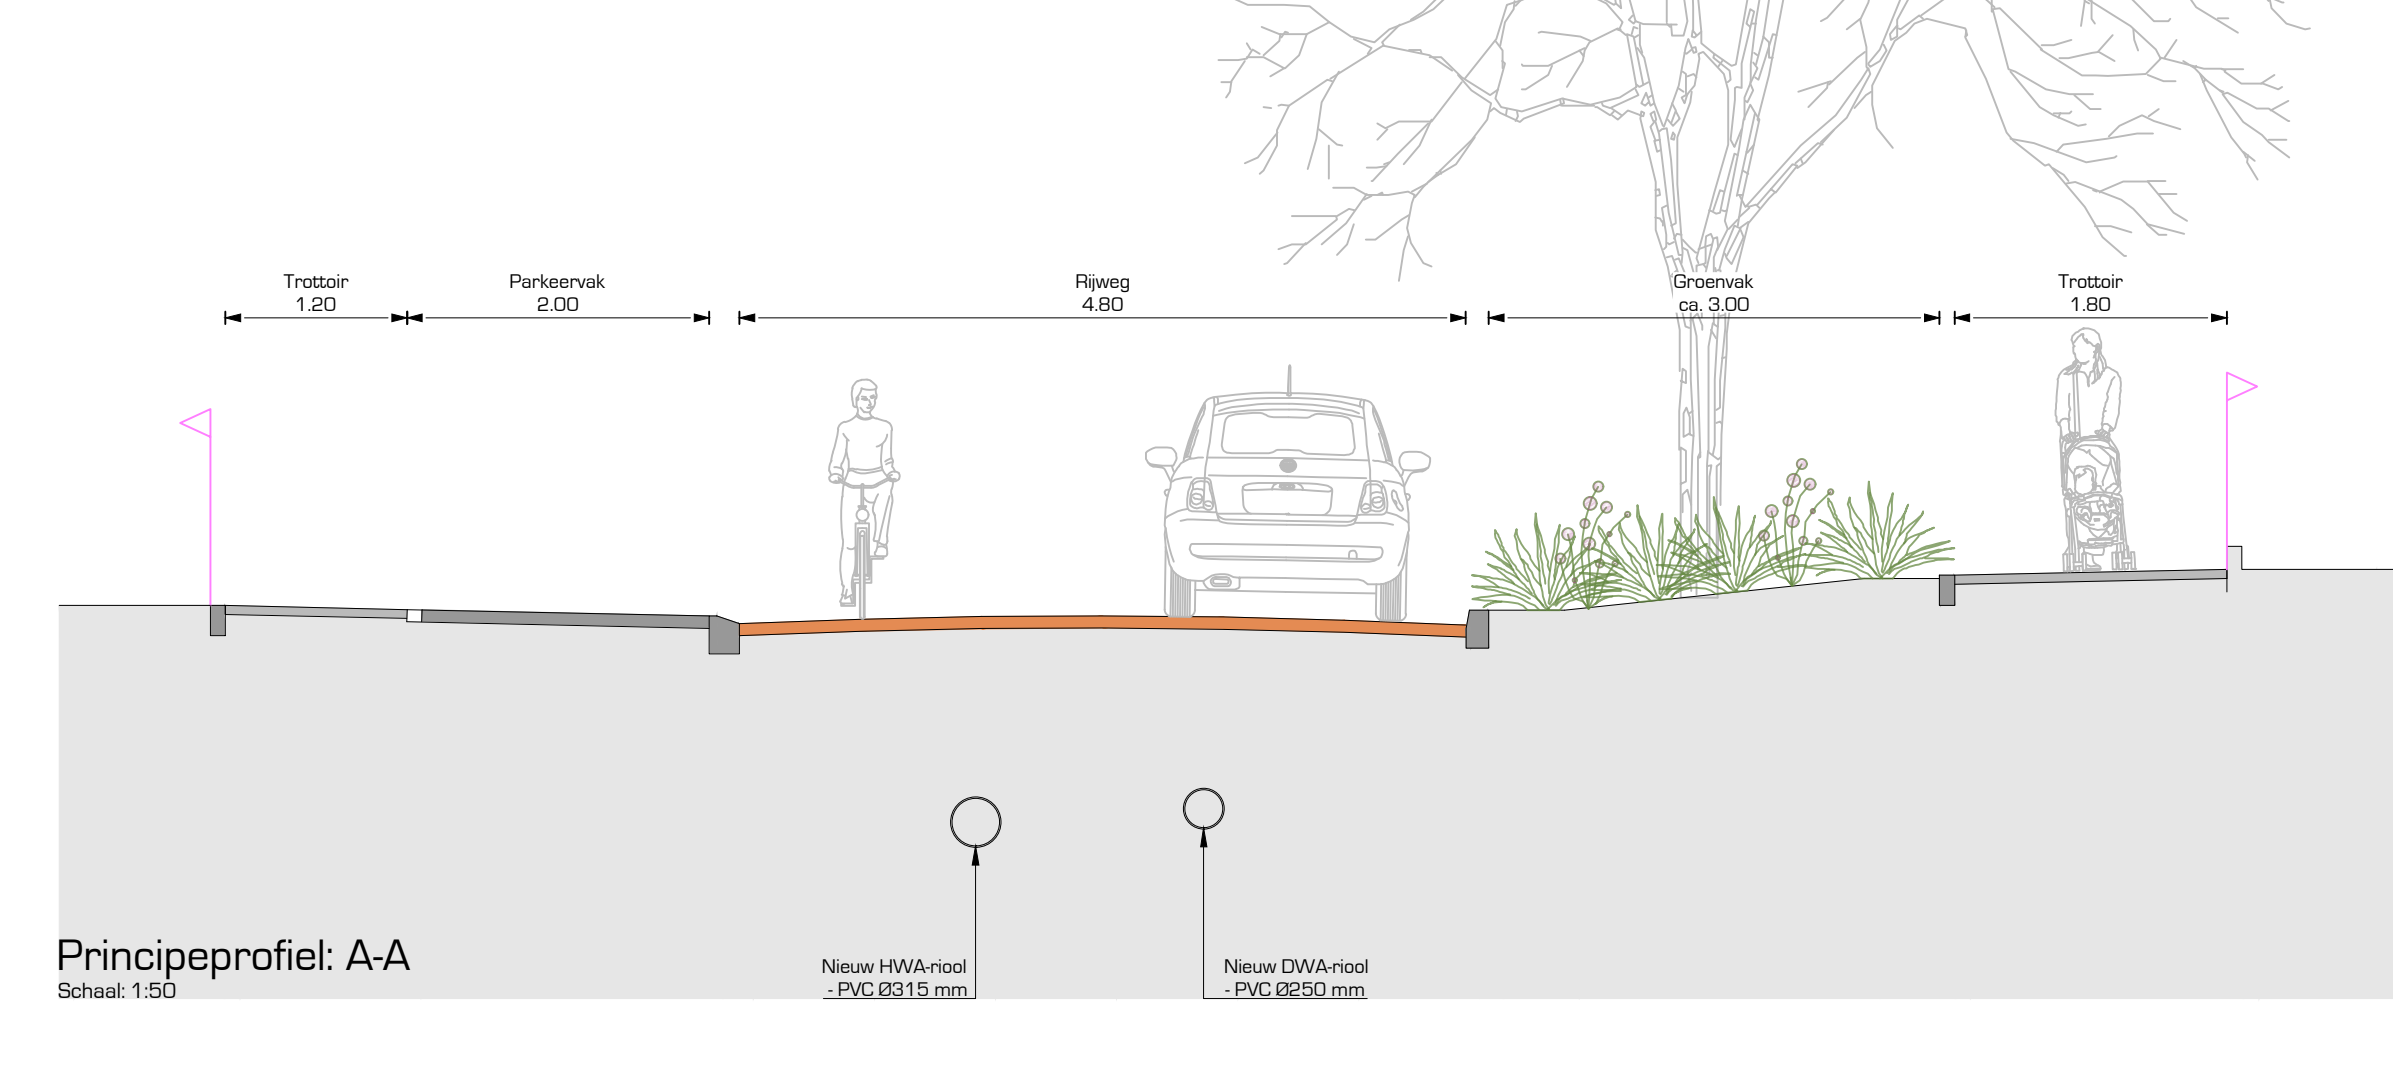 Trottoir
1.20
Parkeervak
2.00
Rijweg
4.80
Groenvak
ca. 3.00
Trottoir
1.80
Principeprofiel: A-A
Schaal: 1:50
Nieuw HWA-riool
- PVC Ø315 mm
Nieuw DWA-riool
- PVC Ø250 mm